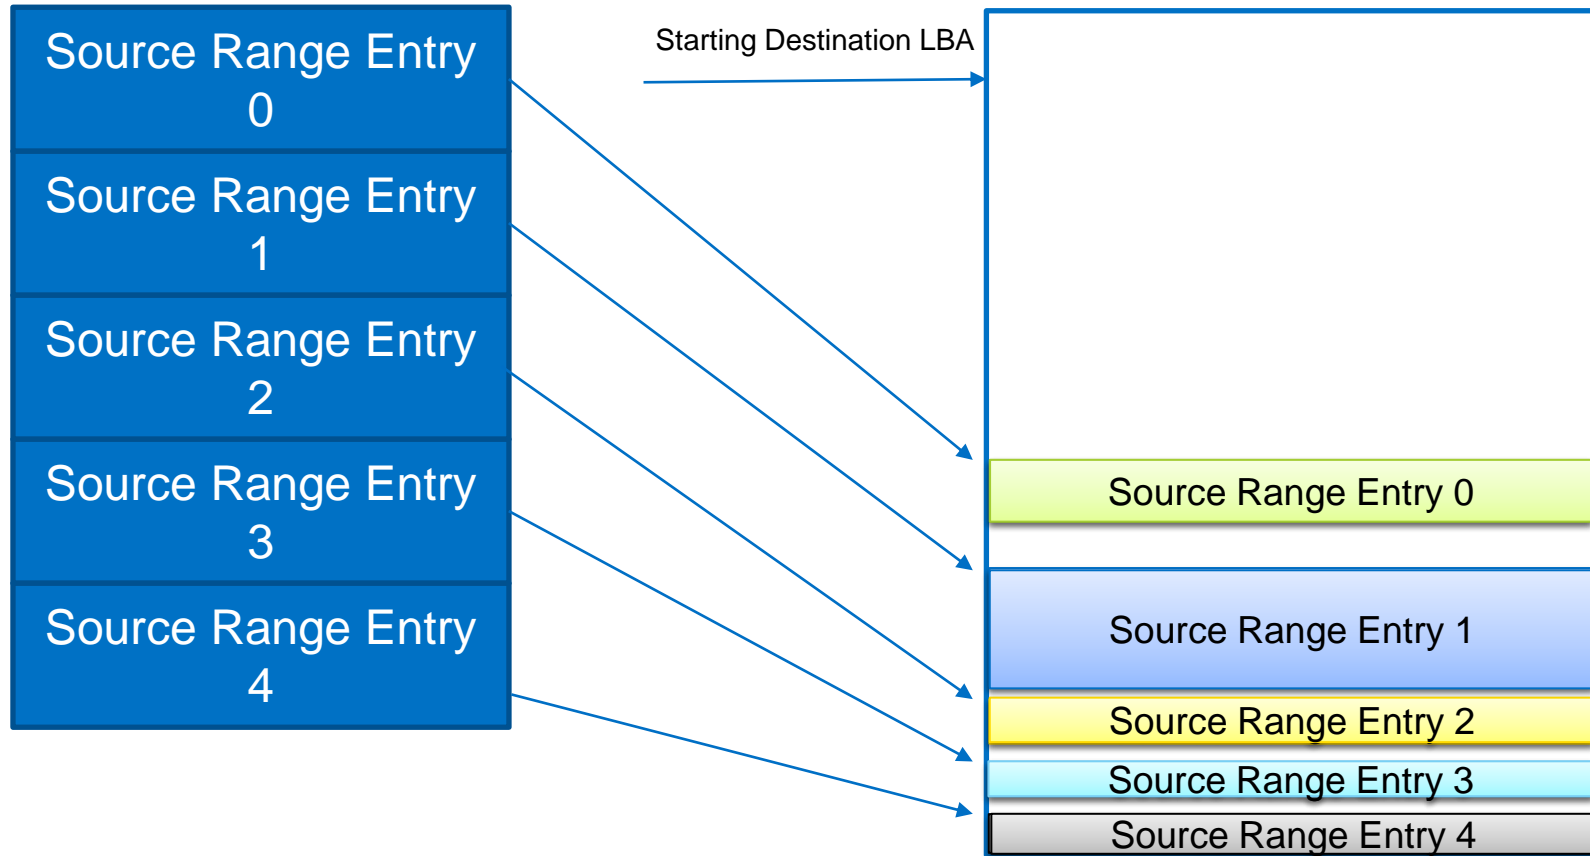 Source Range Entry
0
Source Range Entry
1
Source Range Entry
2
Source Range Entry
3
Source Range Entry
4
Starting Destination LBA
Source Range Entry 0
Source Range Entry 1
Source Range Entry 2
Source Range Entry 3
Source Range Entry 4